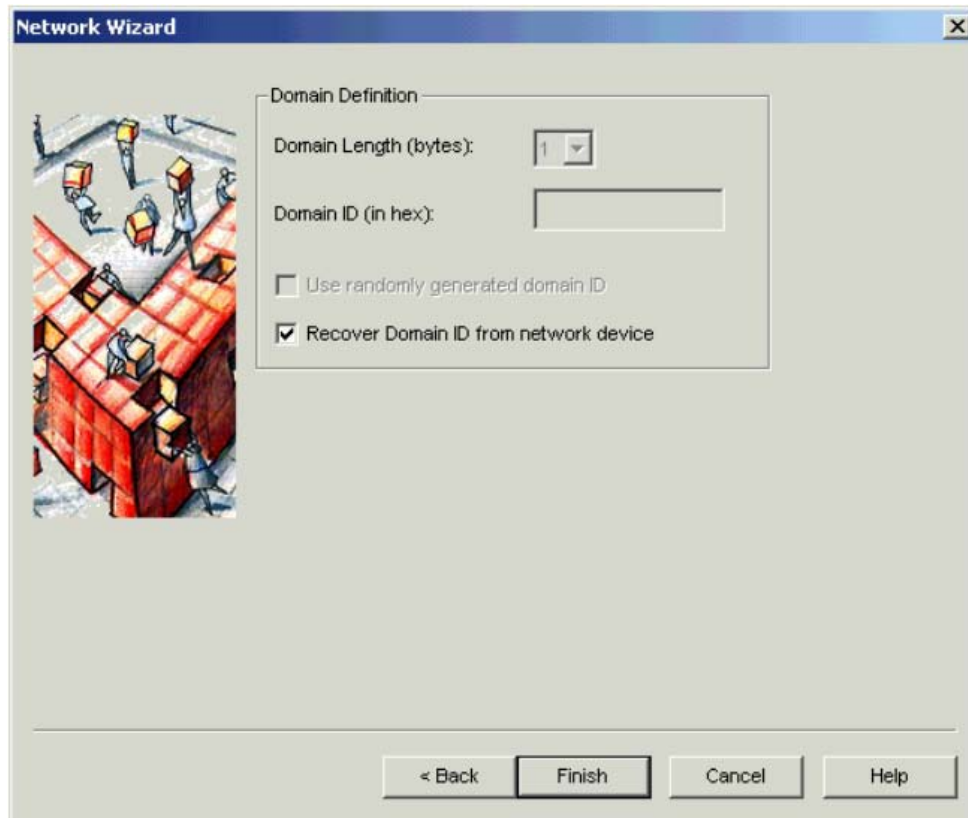 Network Wizard
Domain Definition
Domain Length (bytes):
1
Domain ID (in hex):
Use randomly generated domain ID
Recover Domain ID from network device
< Back
Finish
Cancel
Help